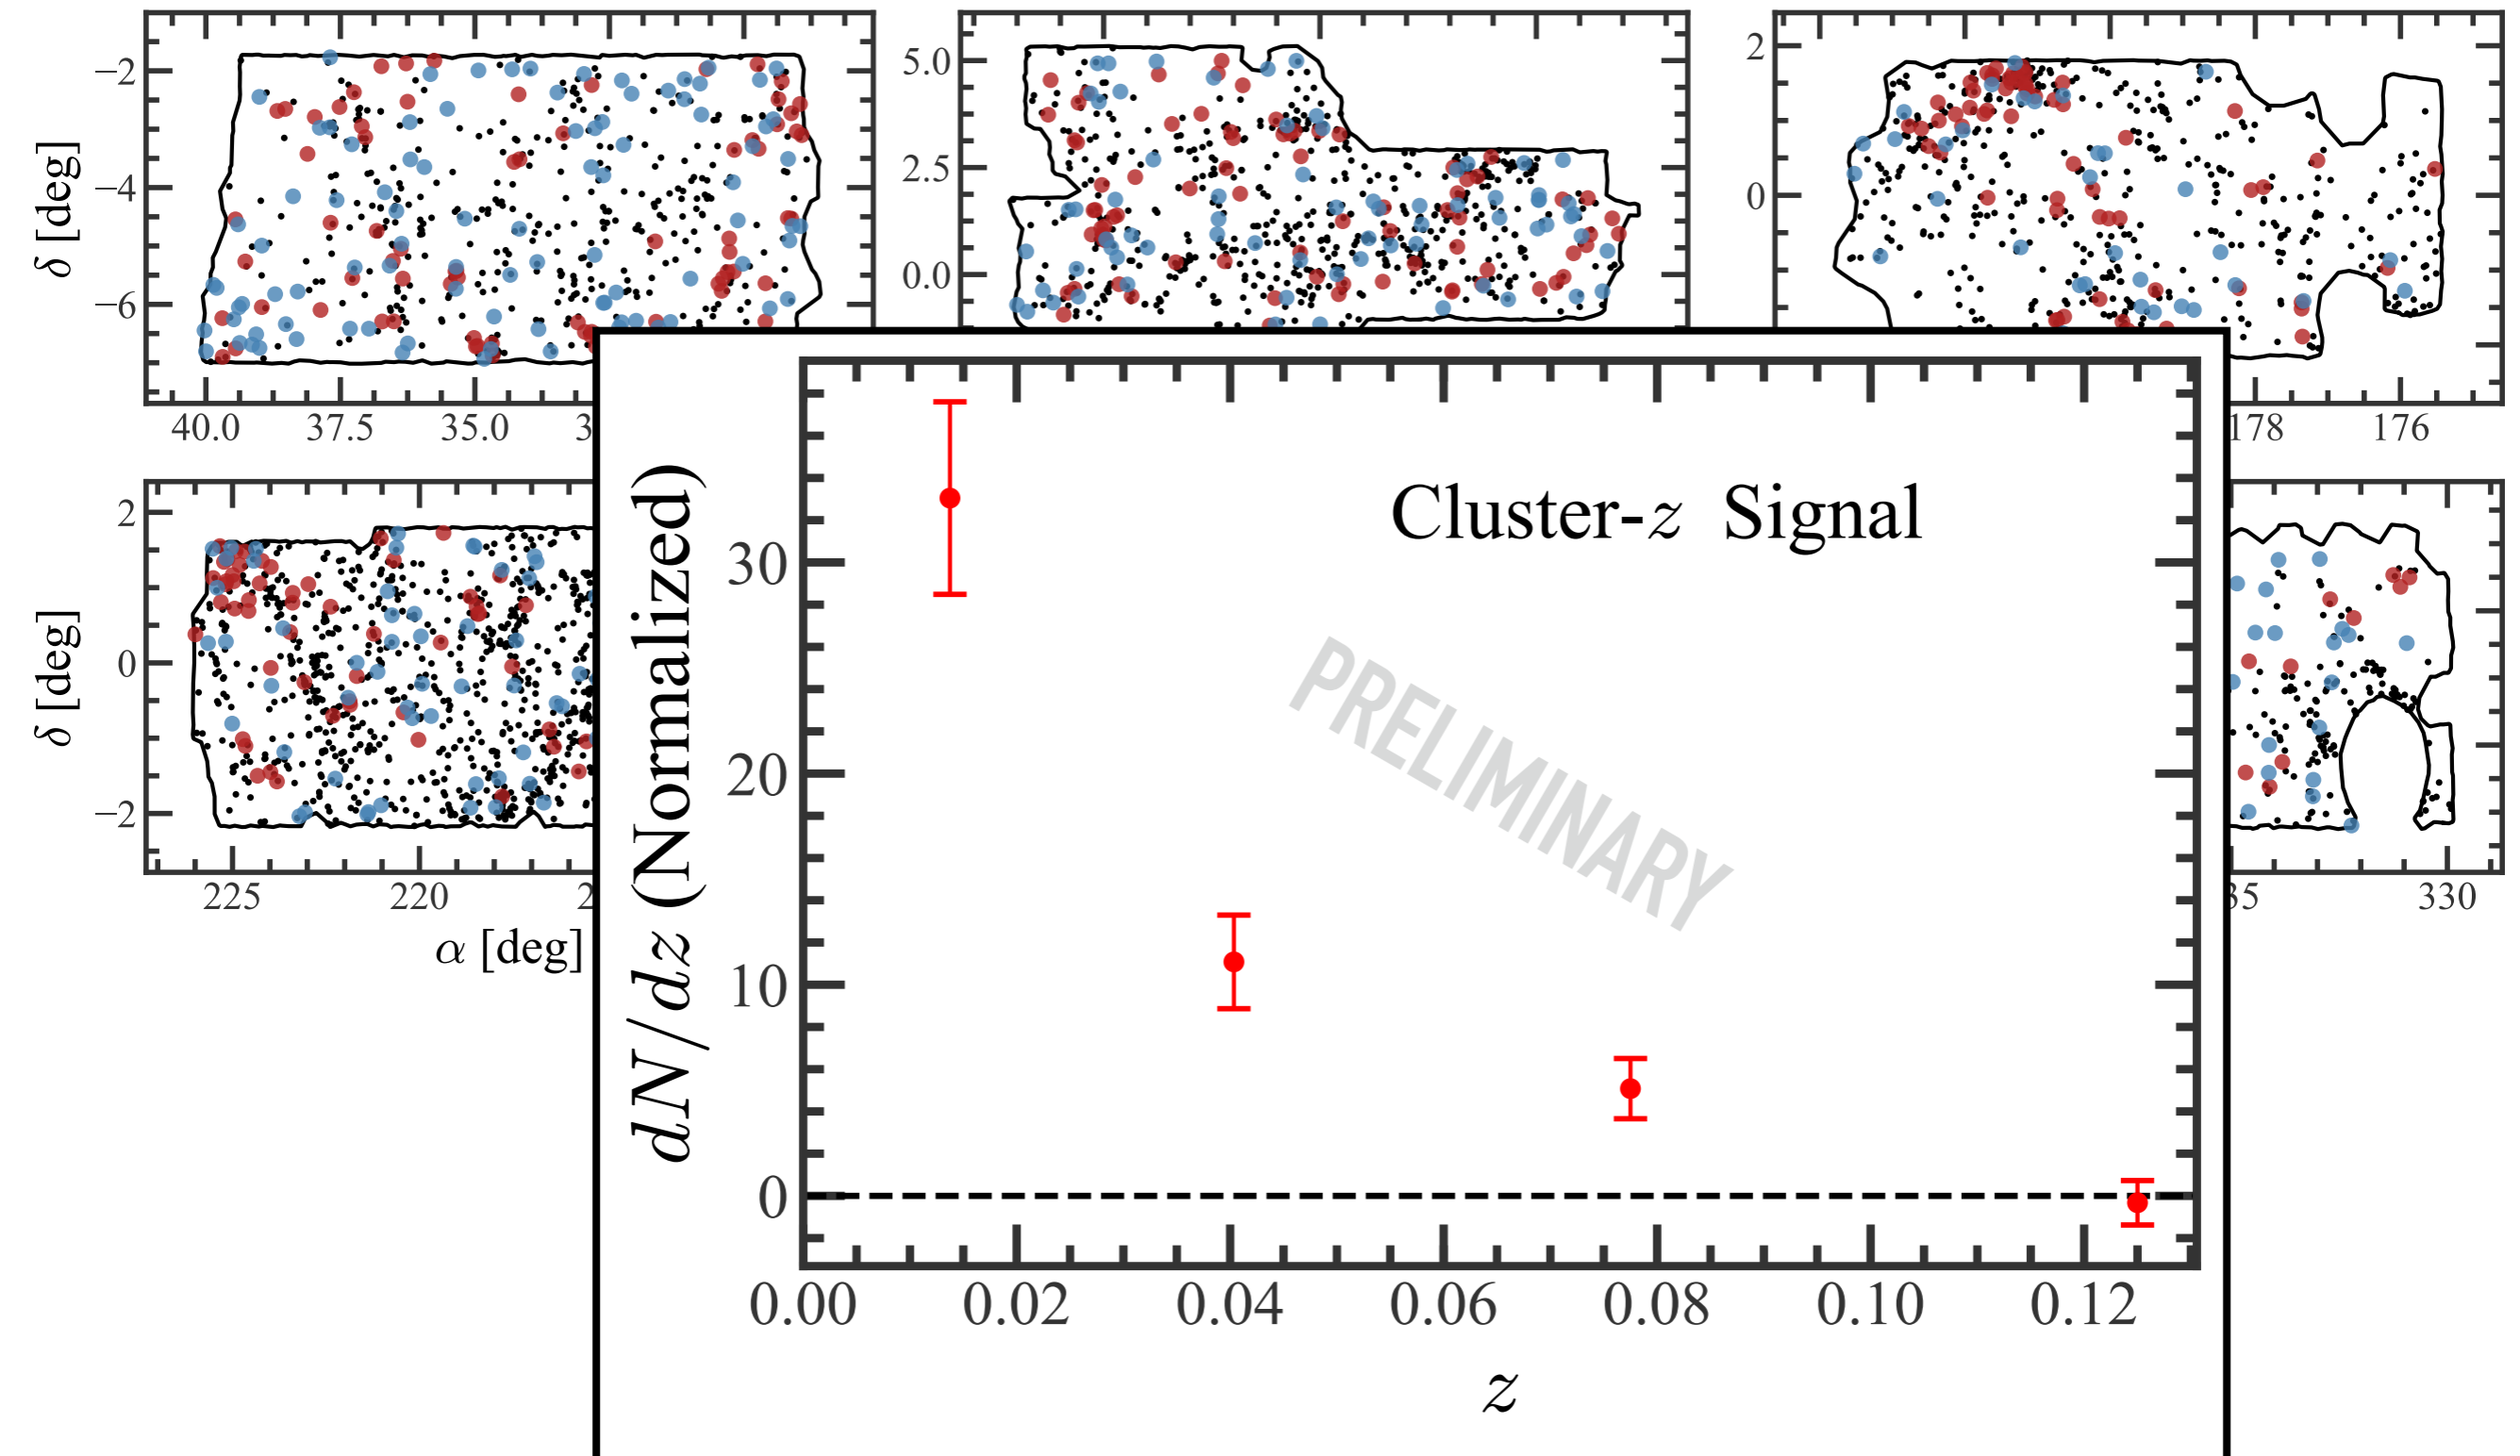 δ [deg]
−2
−4
−6
40.0 37.5 35.0
5.0
2.5
0.0
2
0
178 176
δ [deg]
2
0
−2
225 220
α [deg]
330
Cluster-z Signal
PRELIMINARY
dN/dz (Normalized)
30
20
10
0
0.00 0.02 0.04 0.06 0.08 0.10 0.12
z